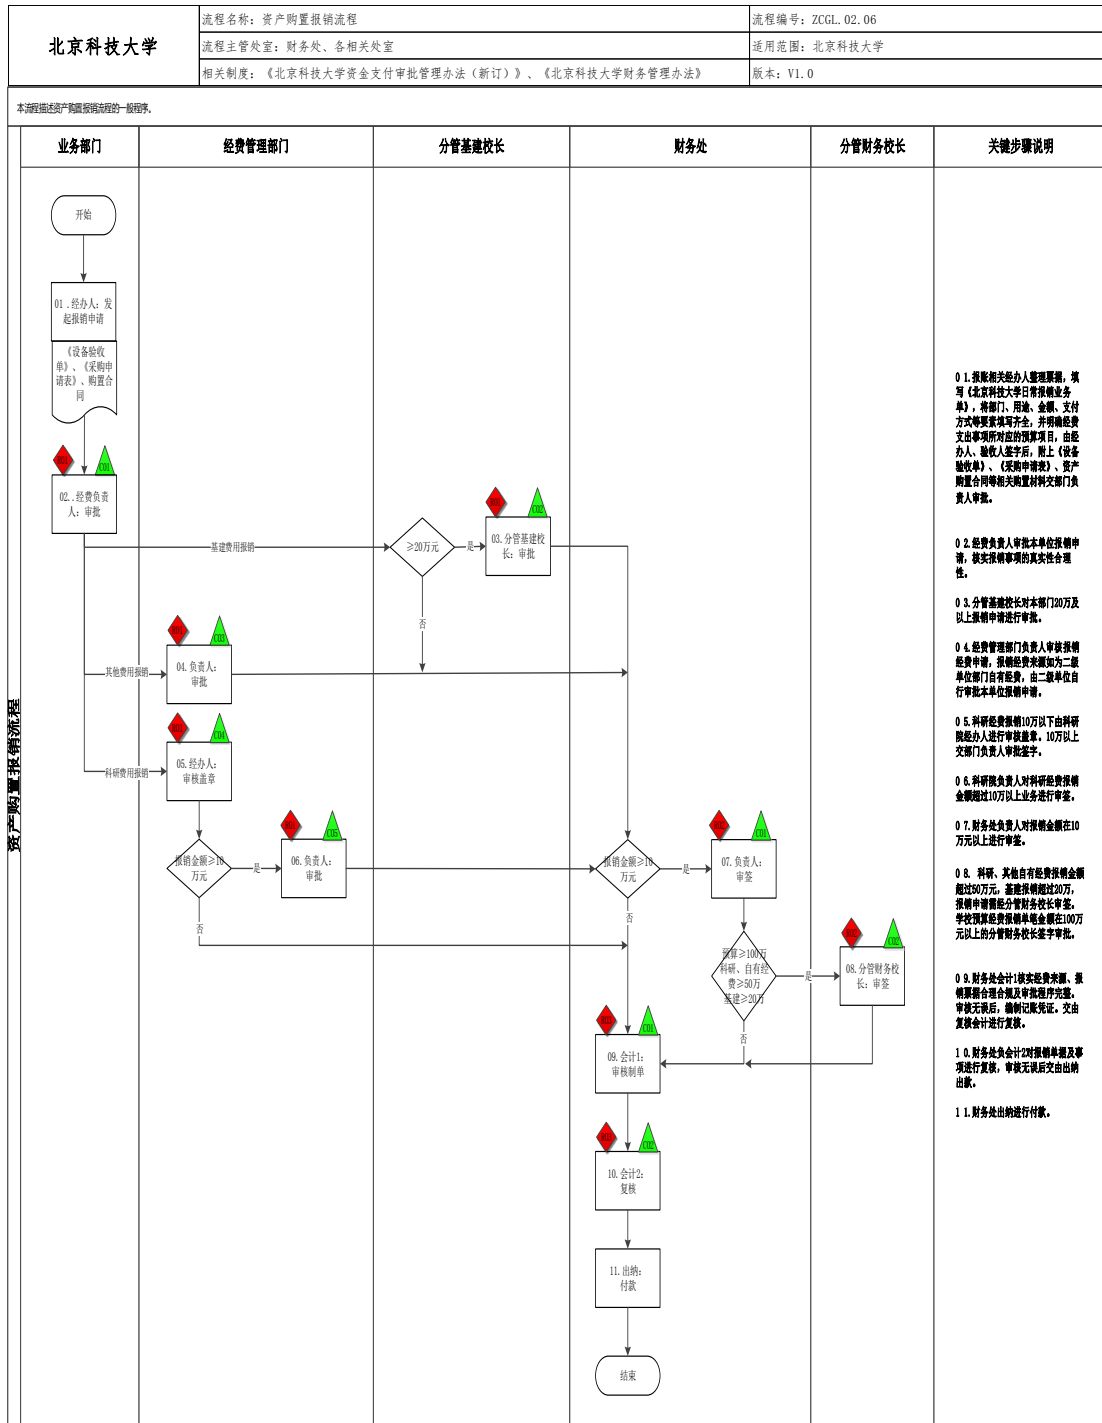 北京科技大学
流程名称: 资产购置报销流程
流程编号: ZCGL.02.06
流程主管处室: 财务处、各相关处室
适用范围: 北京科技大学
相关制度: 《北京科技大学资金支付审批管理办法（新订）》、《北京科技大学财务管理办法》
版本: V1.0
本流程描述资产购置报销流程的一般程序。
业务部门
经费管理部门
分管基建校长
财务处
分管财务校长
关键步骤说明
资产购置报销流程
开始
01 .经办人: 发
起报销申请
《设备验收
单》、《采购申
请表》、购置合
同
C01
02..经费负责
人: 审批
基建费用报销
≥20万元
是
否
C02
03.分管基建校
长: 审批
其他费用报销
C03
04.负责人:
审批
科研费用报销
C04
05.经办人:
审核盖章
报销金额≥10
万元
是
否
C05
06.负责人:
审批
报销金额≥10
万元
是
否
C01
07.负责人:
审签
预算≥100万
科研、自有经
费≥50万
基建≥20万
是
否
C02
08.分管财务校
长: 审签
C01
09.会计1:
审核制单
C02
10.会计2:
复核
11.出纳:
付款
结束
0 1.报账相关经办人整理票据, 填
写《北京科技大学日常报销业务
单》, 将部门、用途、金额、支付
方式等要素填写齐全, 并明确经费
支出事项所对应的预算项目, 由经
办人、验收人签字后, 附上《设备
验收单》、《采购申请表》、资产
购置合同等相关购置材料交部门负
责人审批。
0 2.经费负责人审批本单位报销申
请, 核实报销事项的真实性合理
性。
0 3.分管基建校长对本部门20万及
以上报销申请进行审批。
0 4.经费管理部门负责人审核报销
经费申请, 报销经费来源如为二级
单位部门自有经费, 由二级单位自
行审批本单位报销申请。
0 5.科研经费报销10万以下由科研
院经办人进行审核盖章。10万以上
交部门负责人审批签字。
0 6.科研院负责人对科研经费报销
金额超过10万以上业务进行审签。
0 7.财务处负责人对报销金额在10
万元以上进行审签。
0 8. 科研、其他自有经费报销金额
超过50万元, 基建报销超过20万,
报销申请需经分管财务校长审签。
学校预算经费报销单笔金额在100万
元以上的分管财务校长签字审批。
0 9.财务处会计1核实经费来源、报
销票据合理合规及审批程序完整。
审核无误后, 编制记账凭证。交由
复核会计进行复核。
1 0.财务处负会计2对报销单据及事
项进行复核, 审核无误后交由出纳
出款。
1 1.财务处出纳进行付款。